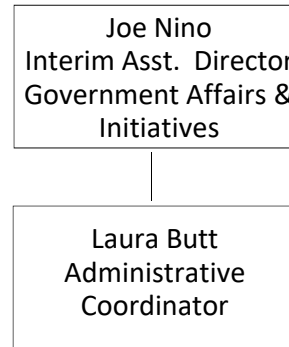 Joe Nino
Interim Asst.  Director
Government Affairs &
Initiatives
Laura Butt
Administrative
Coordinator